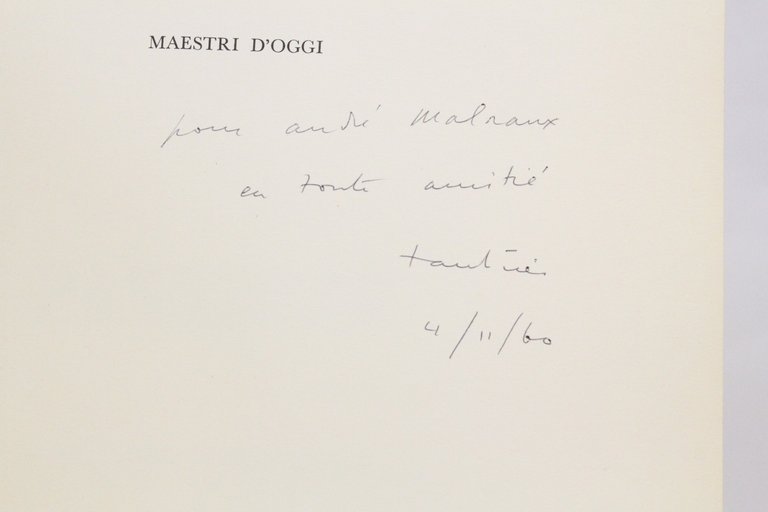 MAESTRI D'OGGI
pour andré Malraux
en toute amitié
Fautrier
4/11/60